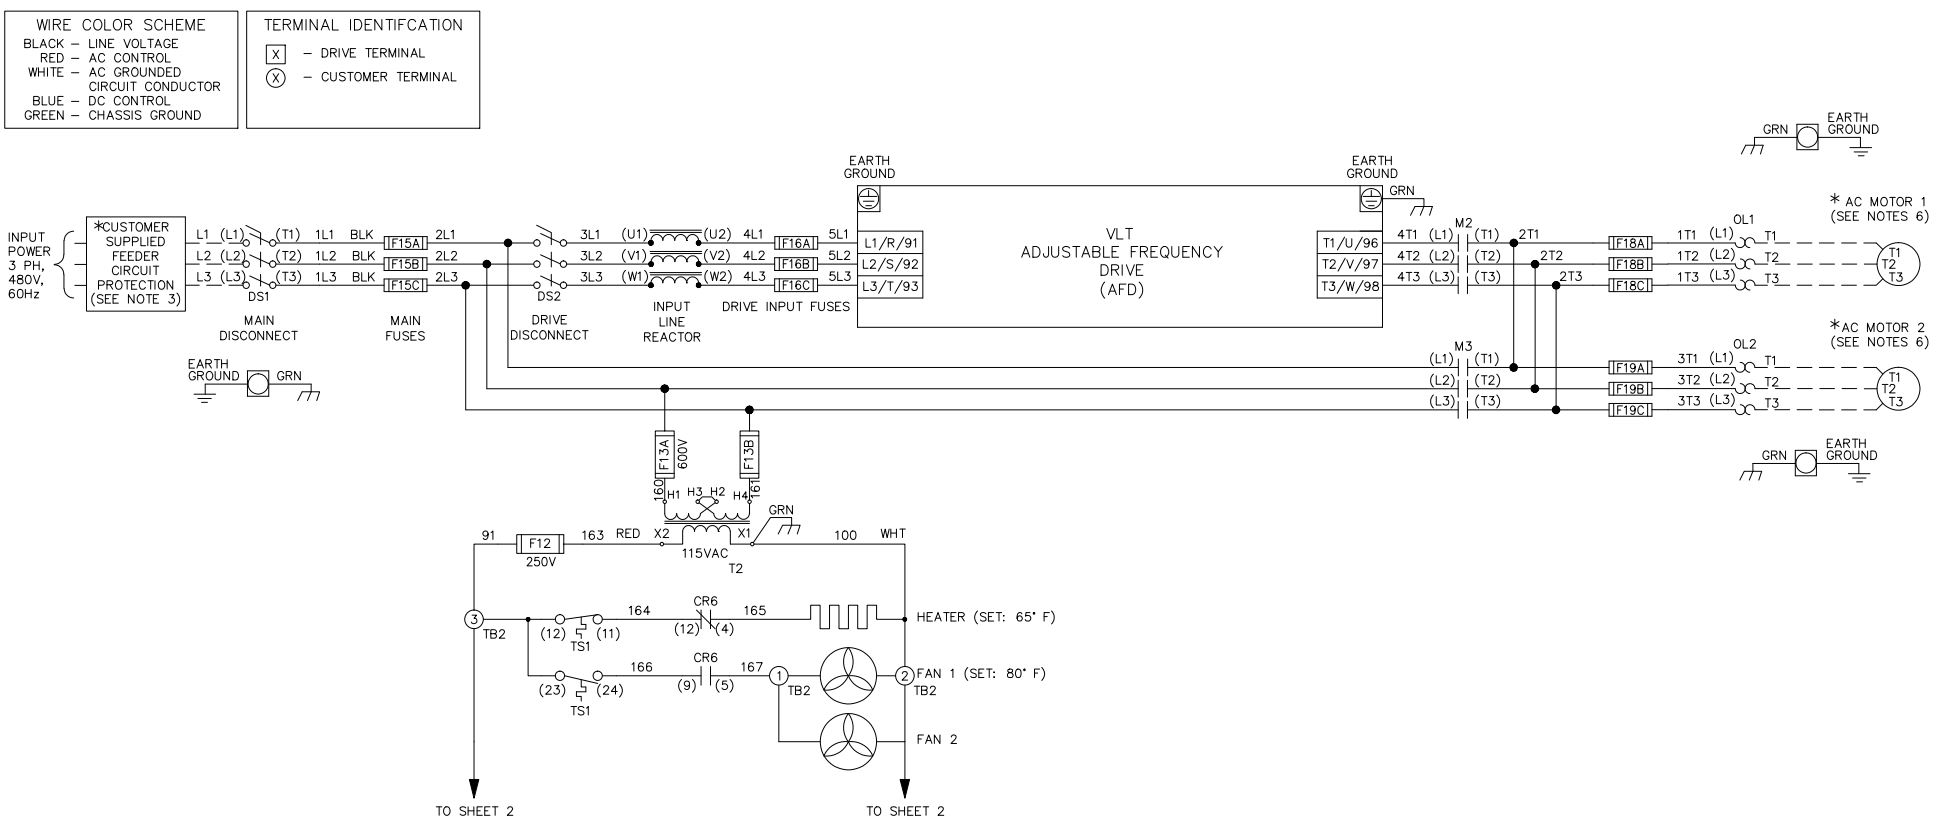 WIRE COLOR SCHEME
BLACK – LINE VOLTAGE
RED – AC CONTROL
WHITE – AC GROUNDED
CIRCUIT CONDUCTOR
BLUE – DC CONTROL
GREEN – CHASSIS GROUND
TERMINAL IDENTIFCATION
X – DRIVE TERMINAL
X – CUSTOMER TERMINAL
GRN
EARTH
GROUND
EARTH
GROUND
EARTH
GROUND
GRN
* AC MOTOR 1
(SEE NOTES 6)
INPUT
POWER
3 PH,
480V,
60Hz
*CUSTOMER
SUPPLIED
FEEDER
CIRCUIT
PROTECTION
(SEE NOTE 3)
L1 (L1) (T1) 1L1 BLK F15A 2L1 3L1 (U1) (U2) 4L1 F16A 5L1 L1/R/91
L2 (L2) (T2) 1L2 BLK F15B 2L2 3L2 (V1) (V2) 4L2 F16B 5L2 L2/S/92
L3 (L3) (T3) 1L3 BLK F15C 2L3 3L3 (W1) (W2) 4L3 F16C 5L3 L3/T/93
DS1
MAIN
DISCONNECT
MAIN
FUSES
DS2
DRIVE
DISCONNECT
INPUT
LINE
REACTOR
DRIVE INPUT FUSES
VLT
ADJUSTABLE FREQUENCY
DRIVE
(AFD)
M2
OL1
T1/U/96 4T1 (L1) (T1) 2T1 F18A 1T1 (L1) T1
T2/V/97 4T2 (L2) (T2) 2T2 F18B 1T2 (L2) T2
T3/W/98 4T3 (L3) (T3) 2T3 F18C 1T3 (L3) T3
T1
T2
T3
*AC MOTOR 2
(SEE NOTES 6)
M3
OL2
(L1) (T1) F19A 3T1 (L1) T1
(L2) (T2) F19B 3T2 (L2) T2
(L3) (T3) F19C 3T3 (L3) T3
T1
T2
T3
EARTH
GROUND
GRN
GRN
EARTH
GROUND
F13A
600V
F13B
160
161
H1 H3 H2 H4
GRN
91 F12 163 RED X2 X1 100 WHT
250V
115VAC
T2
3
TB2
(12) (11)
TS1
164
CR6
(12) (4)
165
HEATER (SET: 65° F)
(23) (24)
TS1
166
CR6
(9) (5)
167
1
TB2
2
TB2
FAN 1 (SET: 80° F)
FAN 2
TO SHEET 2
TO SHEET 2